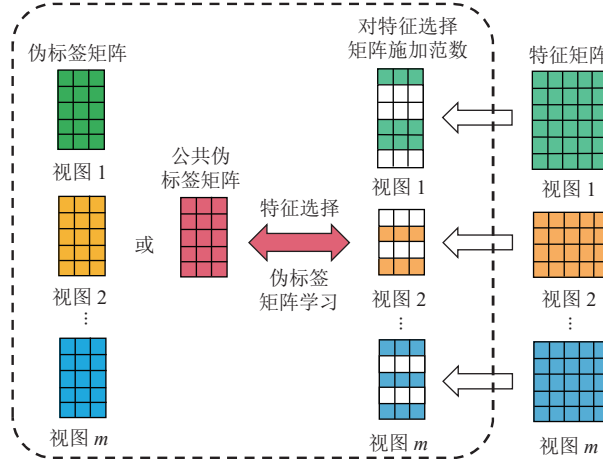 伪标签矩阵
视图 1
视图 2
⋮
视图 m
或
公共伪
标签矩阵
特征选择
伪标签
矩阵学习
对特征选择
矩阵施加范数
视图 1
视图 2
⋮
视图 m
特征矩阵
视图 1
视图 2
⋮
视图 m